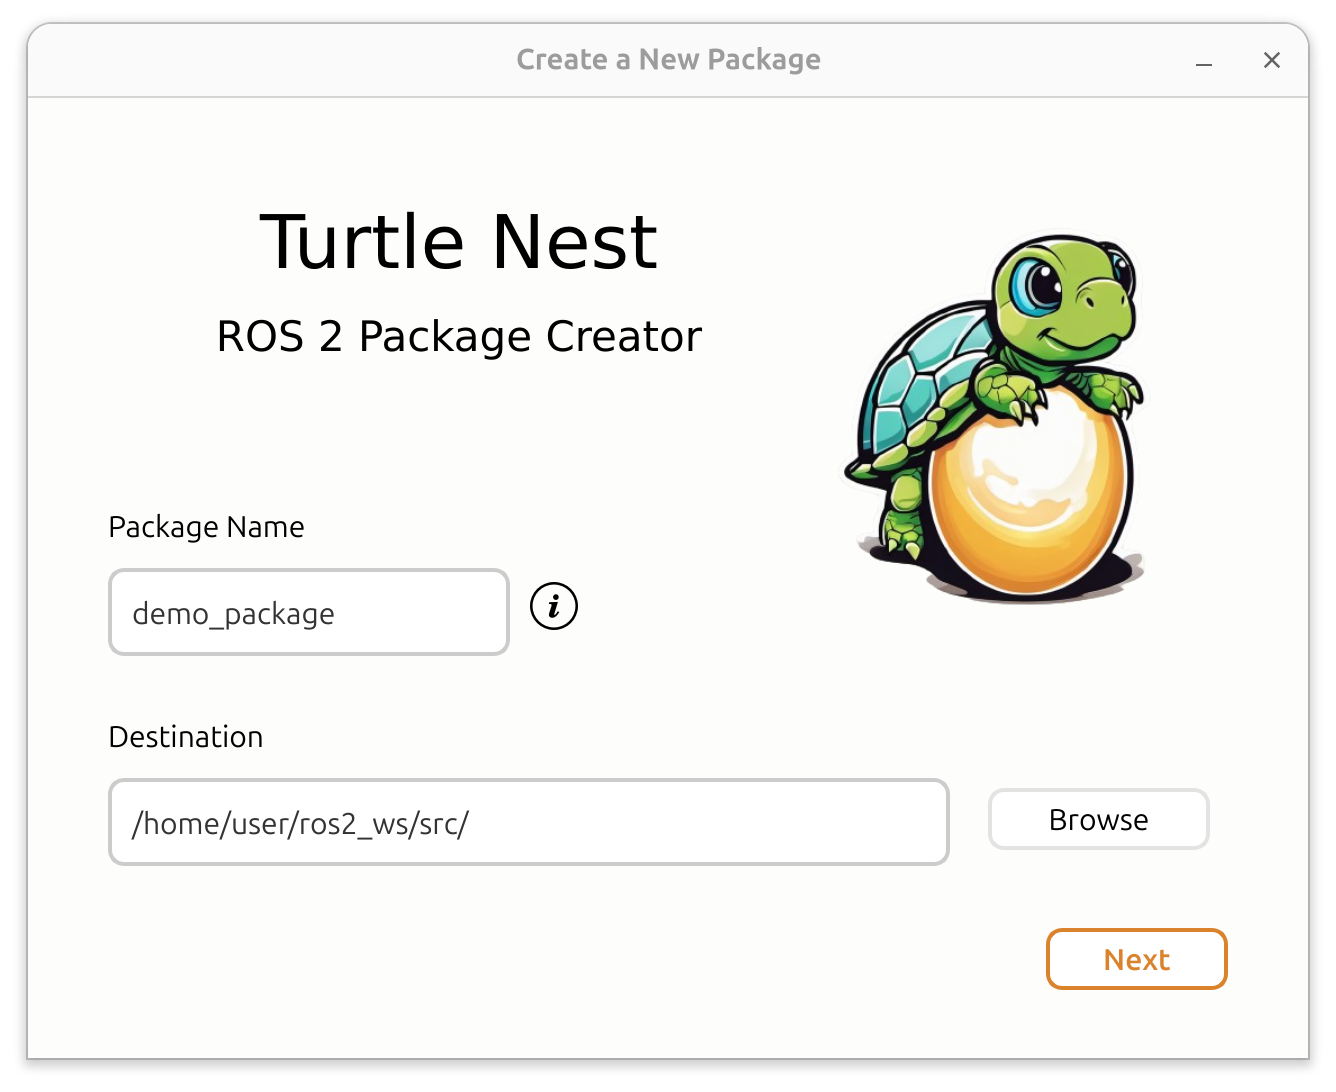 Create a New Package
Turtle Nest
ROS 2 Package Creator
Package Name
demo_package
i
Destination
/home/user/ros2_ws/src/
Browse
Next